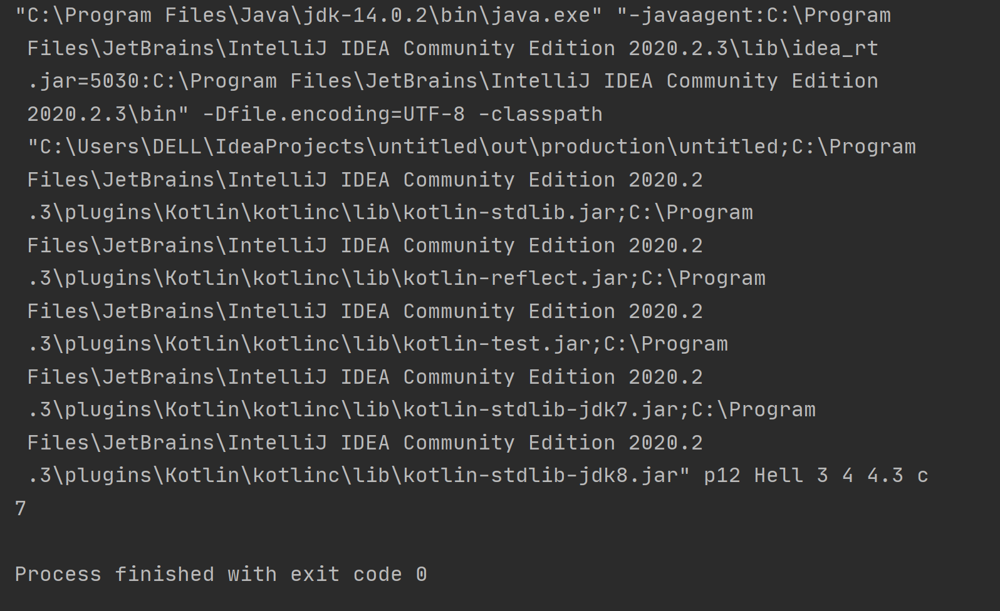 "C:\Program Files\Java\jdk-14.0.2\bin\java.exe" "-javaagent:C:\Program
Files\JetBrains\IntelliJ IDEA Community Edition 2020.2.3\lib\idea_rt
.jar=5030:C:\Program Files\JetBrains\IntelliJ IDEA Community Edition
2020.2.3\bin" -Dfile.encoding=UTF-8 -classpath
"C:\Users\DELL\IdeaProjects\untitled\out\production\untitled;C:\Program
Files\JetBrains\IntelliJ IDEA Community Edition 2020.2
.3\plugins\Kotlin\kotlinc\lib\kotlin-stdlib.jar;C:\Program
Files\JetBrains\IntelliJ IDEA Community Edition 2020.2
.3\plugins\Kotlin\kotlinc\lib\kotlin-reflect.jar;C:\Program
Files\JetBrains\IntelliJ IDEA Community Edition 2020.2
.3\plugins\Kotlin\kotlinc\lib\kotlin-test.jar;C:\Program
Files\JetBrains\IntelliJ IDEA Community Edition 2020.2
.3\plugins\Kotlin\kotlinc\lib\kotlin-stdlib-jdk7.jar;C:\Program
Files\JetBrains\IntelliJ IDEA Community Edition 2020.2
.3\plugins\Kotlin\kotlinc\lib\kotlin-stdlib-jdk8.jar" p12 Hell 3 4 4.3 c
7
Process finished with exit code 0